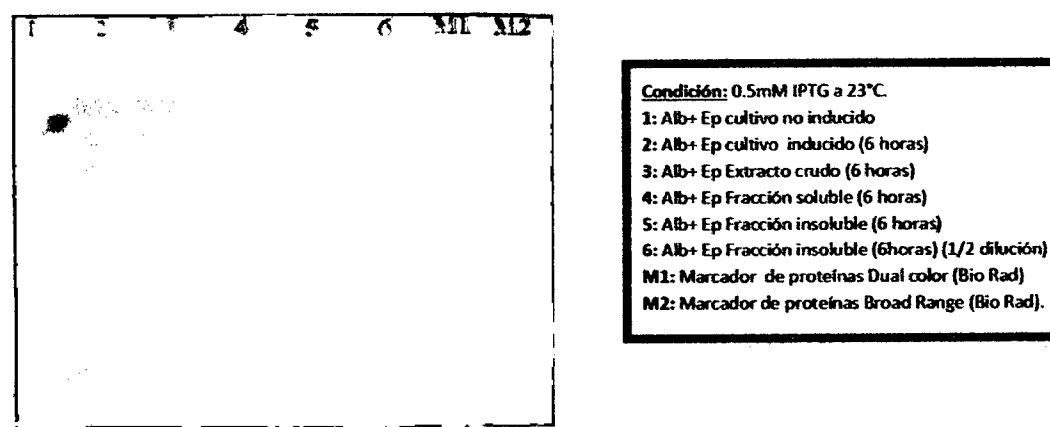 1 2 3 4 5 6 M1 M2
Condición: 0.5mM IPTG a 23°C.
1: Alb+ Ep cultivo no inducido
2: Alb+ Ep cultivo inducido (6 horas)
3: Alb+ Ep Extracto crudo (6 horas)
4: Alb+ Ep Fracción soluble (6 horas)
5: Alb+ Ep Fracción insoluble (6 horas)
6: Alb+ Ep Fracción insoluble (6horas) (1/2 dilución)
M1: Marcador de proteínas Dual color (Bio Rad)
M2: Marcador de proteínas Broad Range (Bio Rad).